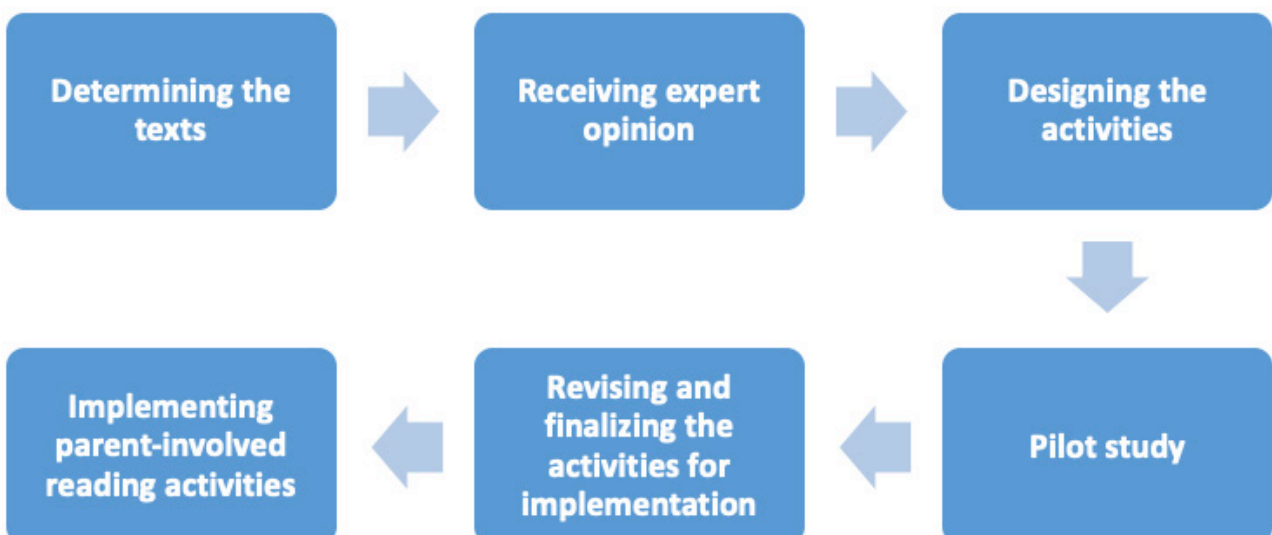 Determining the
texts
Receiving expert
opinion
Designing the
activities
Pilot study
Revising and
finalizing the
activities for
implementation
Implementing
parent-involved
reading activities